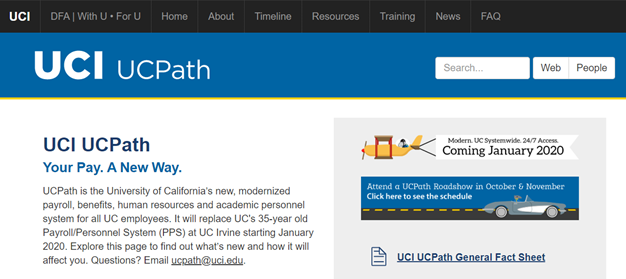 UCI DFA | With U • For U Home About Timeline Resources Training News FAQ
UCI UCPath
Search... Web People
UCI UCPath
Your Pay. A New Way.
UCPath is the University of California's new, modernized
payroll, benefits, human resources and academic personnel
system for all UC employees. It will replace UC's 35-year old
Payroll/Personnel System (PPS) at UC Irvine starting January
2020. Explore this page to find out what's new and how it will
affect you. Questions? Email ucpath@uci.edu.
Modern. UC Systemwide. 24/7 Access.
Coming January 2020
Attend a UCPath Roadshow in October & November
Click here to see the schedule
UCI UCPath General Fact Sheet